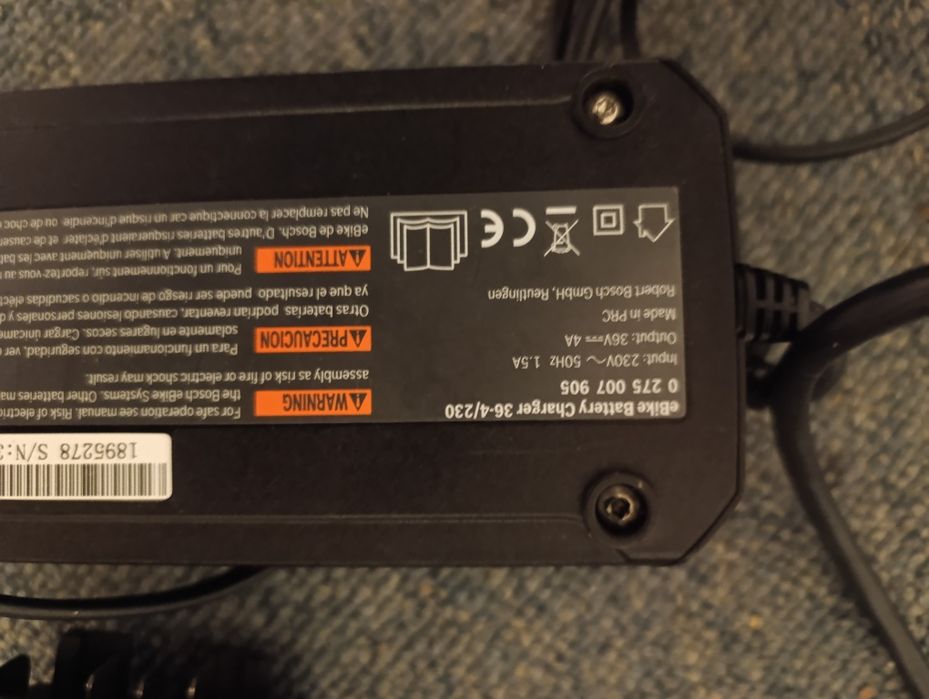 eBike Battery Charger 36-4/230
0 275 007 905
Input: 230V~ 50Hz 1.5A
Output: 36V⎓ 4A
Made in PRC
Robert Bosch GmbH, Reutlingen
CE
WARNING
For safe operation see manual. Risk of electric
the Bosch eBike Systems. Other batteries may
assembly as risk of fire or electric shock may result.
PRECAUCION
Para un funcionamiento con seguridad, ver
solamente en lugares secos. Cargar únicame
Otras baterías podrían reventar, causando lesiones personales y d
ya que el resultado puede ser riesgo de incendio o sacudidas eléct
ATTENTION
Pour un fonctionnement sûr, reportez-vous au
uniquement. A utiliser uniquement avec les bat
eBike de Bosch. D'autres batteries risqueraient d'éclater et de causer
Ne pas remplacer la connectique car un risque d'incendie ou de choc
1895278 S/N: